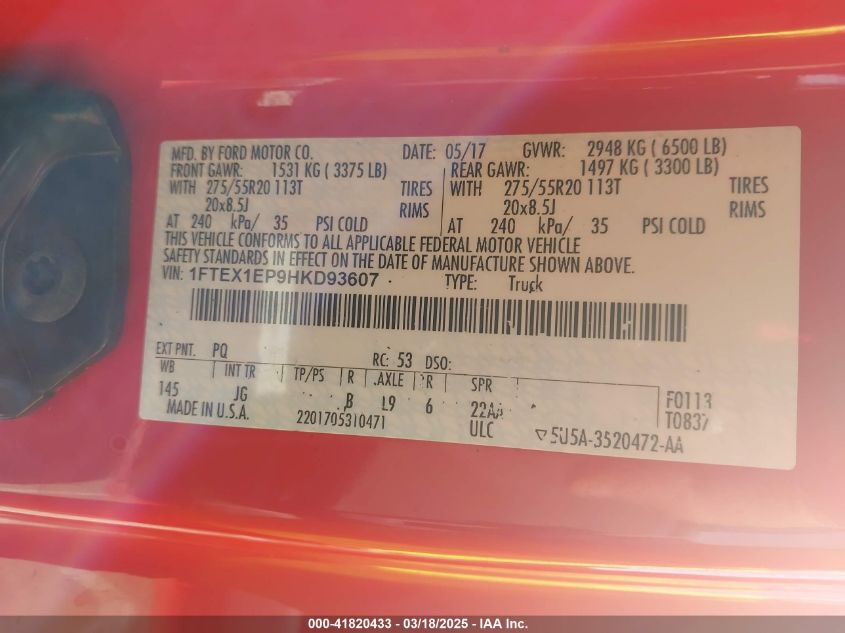 MFD. BY FORD MOTOR CO. DATE: 05/17 GVWR: 2948 KG ( 6500 LB)
FRONT GAWR: 1531 KG ( 3375 LB) REAR GAWR: 1497 KG ( 3300 LB)
WITH 275/55R20 113T TIRES WITH 275/55R20 113T TIRES
20x8.5J RIMS 20x8.5J RIMS
AT 240 kPa/ 35 PSI COLD AT 240 kPa/ 35 PSI COLD
THIS VEHICLE CONFORMS TO ALL APPLICABLE FEDERAL MOTOR VEHICLE
SAFETY STANDARDS IN EFFECT ON THE DATE OF MANUFACTURE SHOWN ABOVE.
VIN: 1FTEX1EP9HKD93607 TYPE: Truck
EXT PNT. PQ RC: 53 DSO:
WB INT TR TP/PS R AXLE R SPR
145 JG B L9 6 22AA F0113
MADE IN U.S.A. 2201705310471 ULC T0837
▽5U5A-3520472-AA
000-41820433 — 03/18/2025 - IAA Inc.